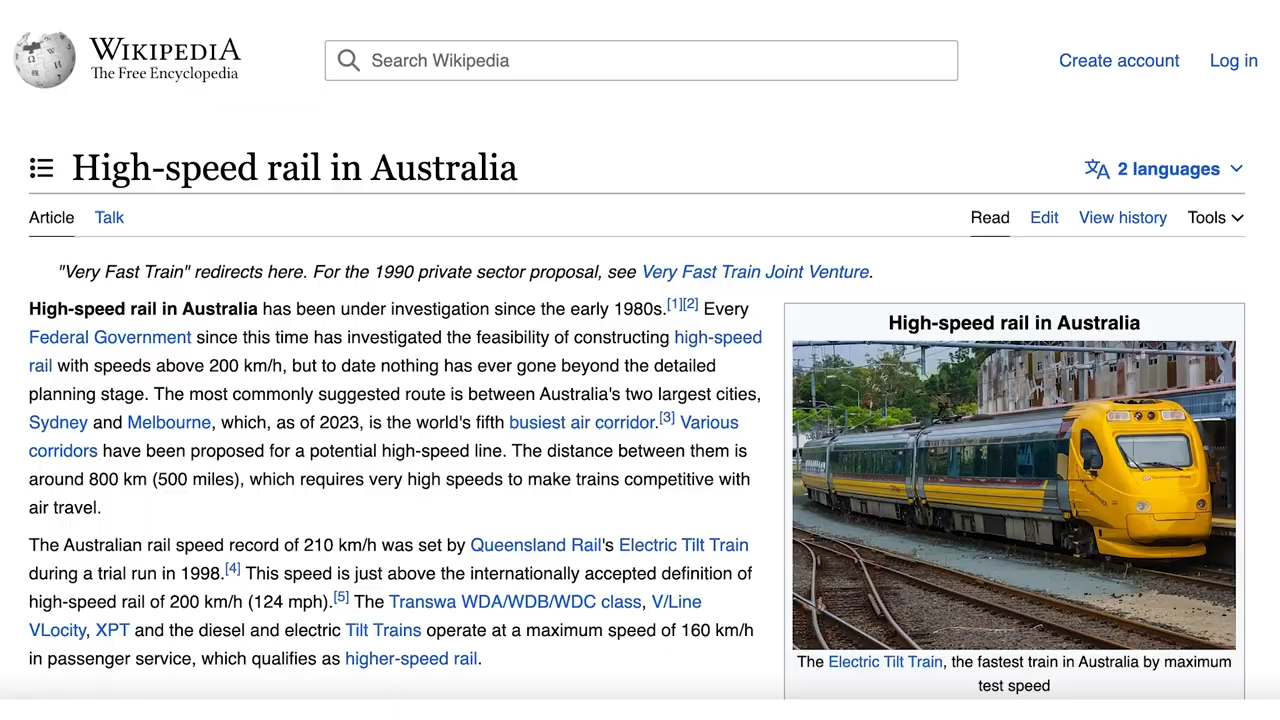 WIKIPEDIA
The Free Encyclopedia
Search Wikipedia
Create account
Log in
High-speed rail in Australia
2 languages
Article
Talk
Read
Edit
View history
Tools
"Very Fast Train" redirects here. For the 1990 private sector proposal, see Very Fast Train Joint Venture.
High-speed rail in Australia has been under investigation since the early 1980s.[1][2] Every
Federal Government since this time has investigated the feasibility of constructing high-speed
rail with speeds above 200 km/h, but to date nothing has ever gone beyond the detailed
planning stage. The most commonly suggested route is between Australia's two largest cities,
Sydney and Melbourne, which, as of 2023, is the world's fifth busiest air corridor.[3] Various
corridors have been proposed for a potential high-speed line. The distance between them is
around 800 km (500 miles), which requires very high speeds to make trains competitive with
air travel.
The Australian rail speed record of 210 km/h was set by Queensland Rail's Electric Tilt Train
during a trial run in 1998.[4] This speed is just above the internationally accepted definition of
high-speed rail of 200 km/h (124 mph).[5] The Transwa WDA/WDB/WDC class, V/Line
VLocity, XPT and the diesel and electric Tilt Trains operate at a maximum speed of 160 km/h
in passenger service, which qualifies as higher-speed rail.
High-speed rail in Australia
The Electric Tilt Train, the fastest train in Australia by maximum
test speed